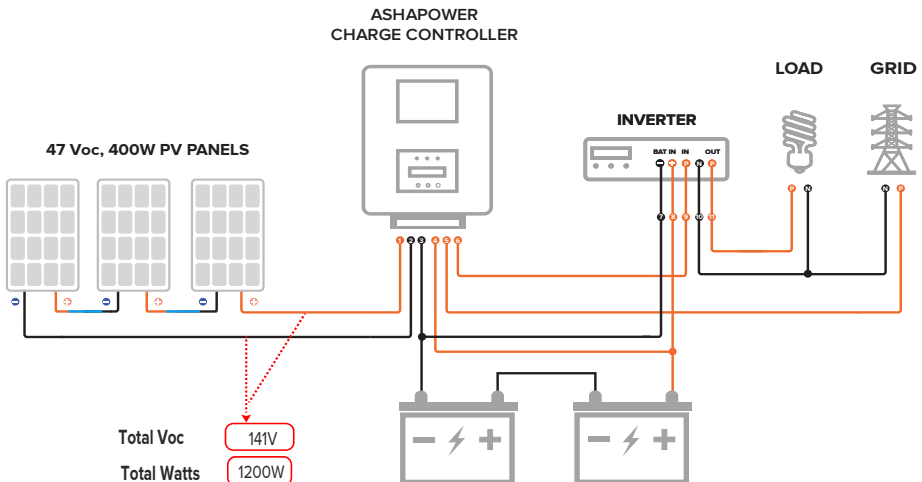 ASHAPOWER
CHARGE CONTROLLER
LOAD
GRID
INVERTER
47 Voc, 400W PV PANELS
BAT IN IN OUT
- + P N P
P N
N P
7 8 9 10 11
1 2 3 4 5 6
- + - + - +
Total Voc 141V
Total Watts 1200W
- + - +